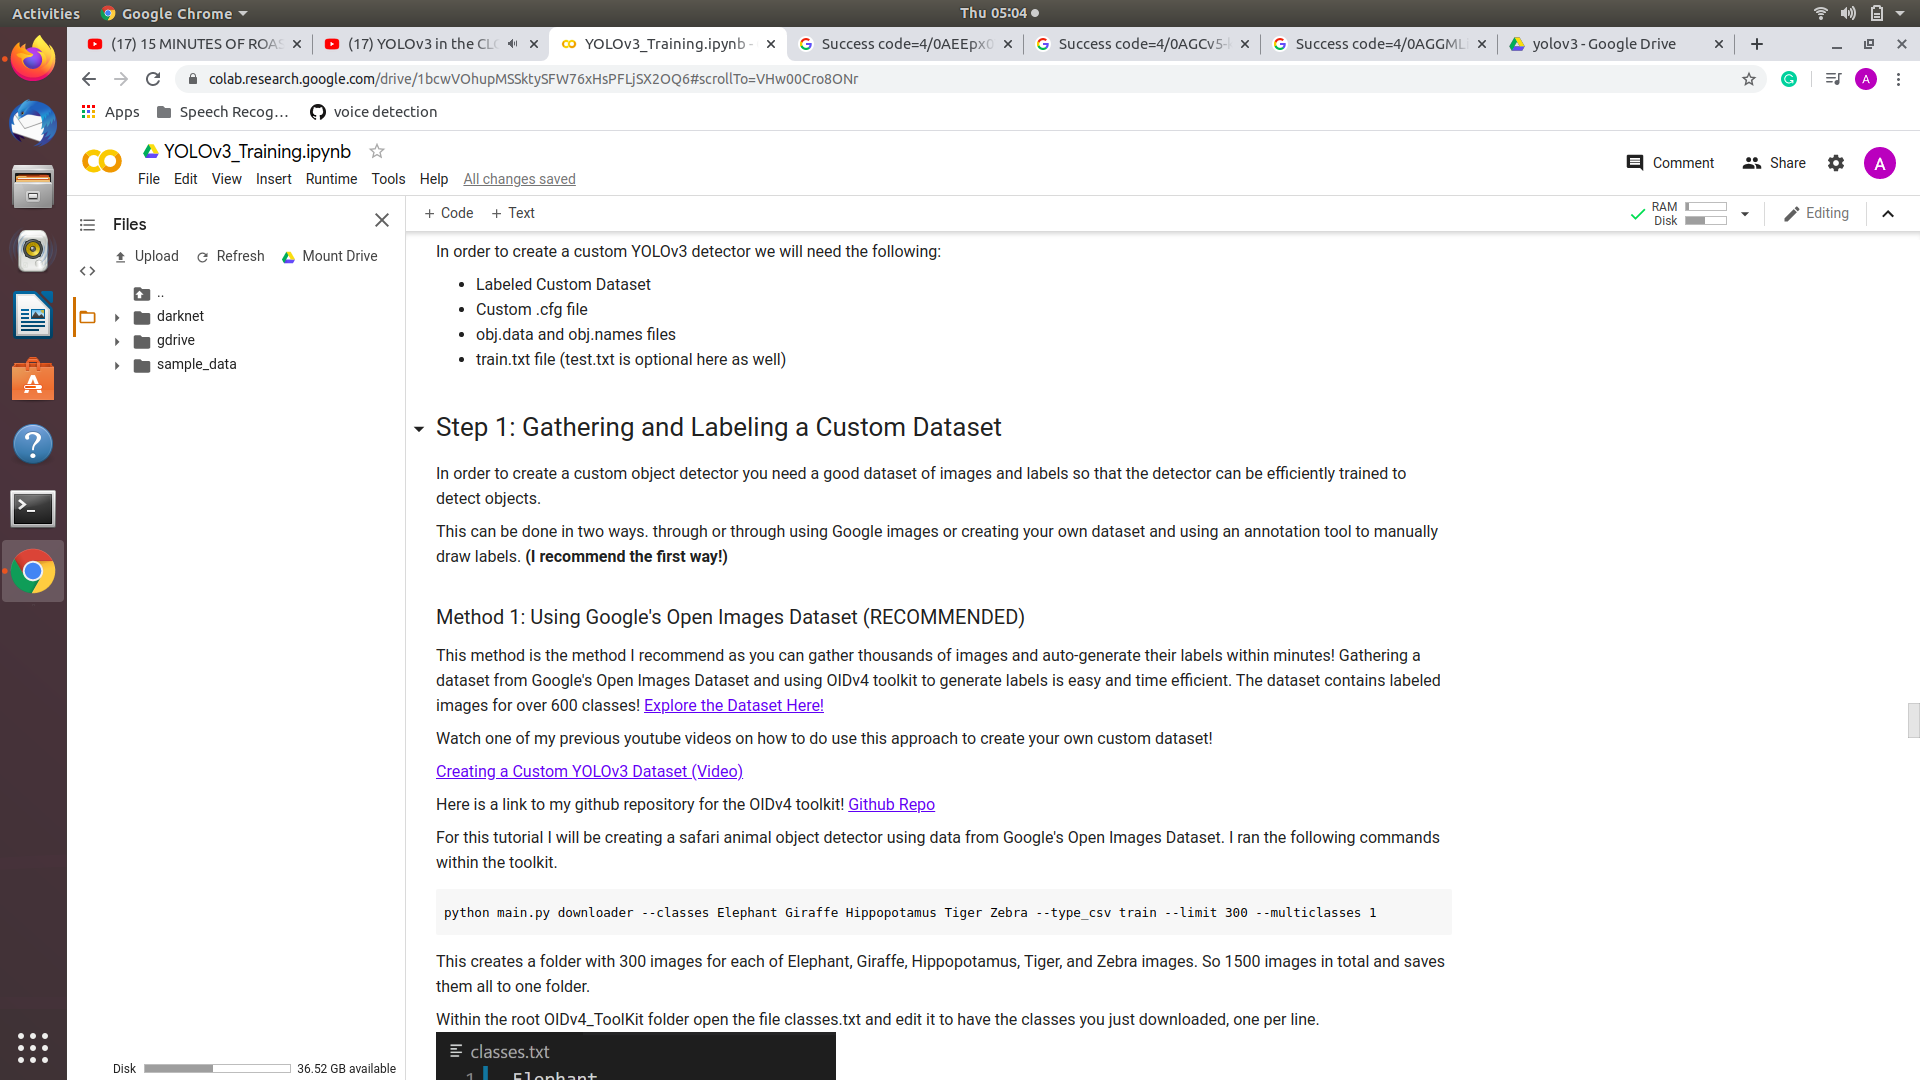 Activities Google Chrome Thu 05:04
(17) 15 MINUTES OF ROAS (17) YOLOv3 in the CLO YOLOv3_Training.ipynb - Success code=4/0AEEpx0 Success code=4/0AGCv5- Success code=4/0AGGML yolov3 - Google Drive
colab.research.google.com/drive/1bcwVOhupMSSktySFW76xHsPFLjSX2OQ6#scrollTo=VHw00Cro8ONr A
Apps Speech Recog… voice detection
YOLOv3_Training.ipynb
Comment Share A
File Edit View Insert Runtime Tools Help All changes saved
Files
+ Code + Text RAM Disk Editing
Upload Refresh Mount Drive
..
darknet
gdrive
sample_data
In order to create a custom YOLOv3 detector we will need the following:
• Labeled Custom Dataset
• Custom .cfg file
• obj.data and obj.names files
• train.txt file (test.txt is optional here as well)
Step 1: Gathering and Labeling a Custom Dataset
In order to create a custom object detector you need a good dataset of images and labels so that the detector can be efficiently trained to
detect objects.
This can be done in two ways. through or through using Google images or creating your own dataset and using an annotation tool to manually
draw labels. (I recommend the first way!)
Method 1: Using Google's Open Images Dataset (RECOMMENDED)
This method is the method I recommend as you can gather thousands of images and auto-generate their labels within minutes! Gathering a
dataset from Google's Open Images Dataset and using OIDv4 toolkit to generate labels is easy and time efficient. The dataset contains labeled
images for over 600 classes! Explore the Dataset Here!
Watch one of my previous youtube videos on how to do use this approach to create your own custom dataset!
Creating a Custom YOLOv3 Dataset (Video)
Here is a link to my github repository for the OIDv4 toolkit! Github Repo
For this tutorial I will be creating a safari animal object detector using data from Google's Open Images Dataset. I ran the following commands
within the toolkit.
python main.py downloader --classes Elephant Giraffe Hippopotamus Tiger Zebra --type_csv train --limit 300 --multiclasses 1
This creates a folder with 300 images for each of Elephant, Giraffe, Hippopotamus, Tiger, and Zebra images. So 1500 images in total and saves
them all to one folder.
Within the root OIDv4_ToolKit folder open the file classes.txt and edit it to have the classes you just downloaded, one per line.
classes.txt
1 Elephant
Disk 36.52 GB available